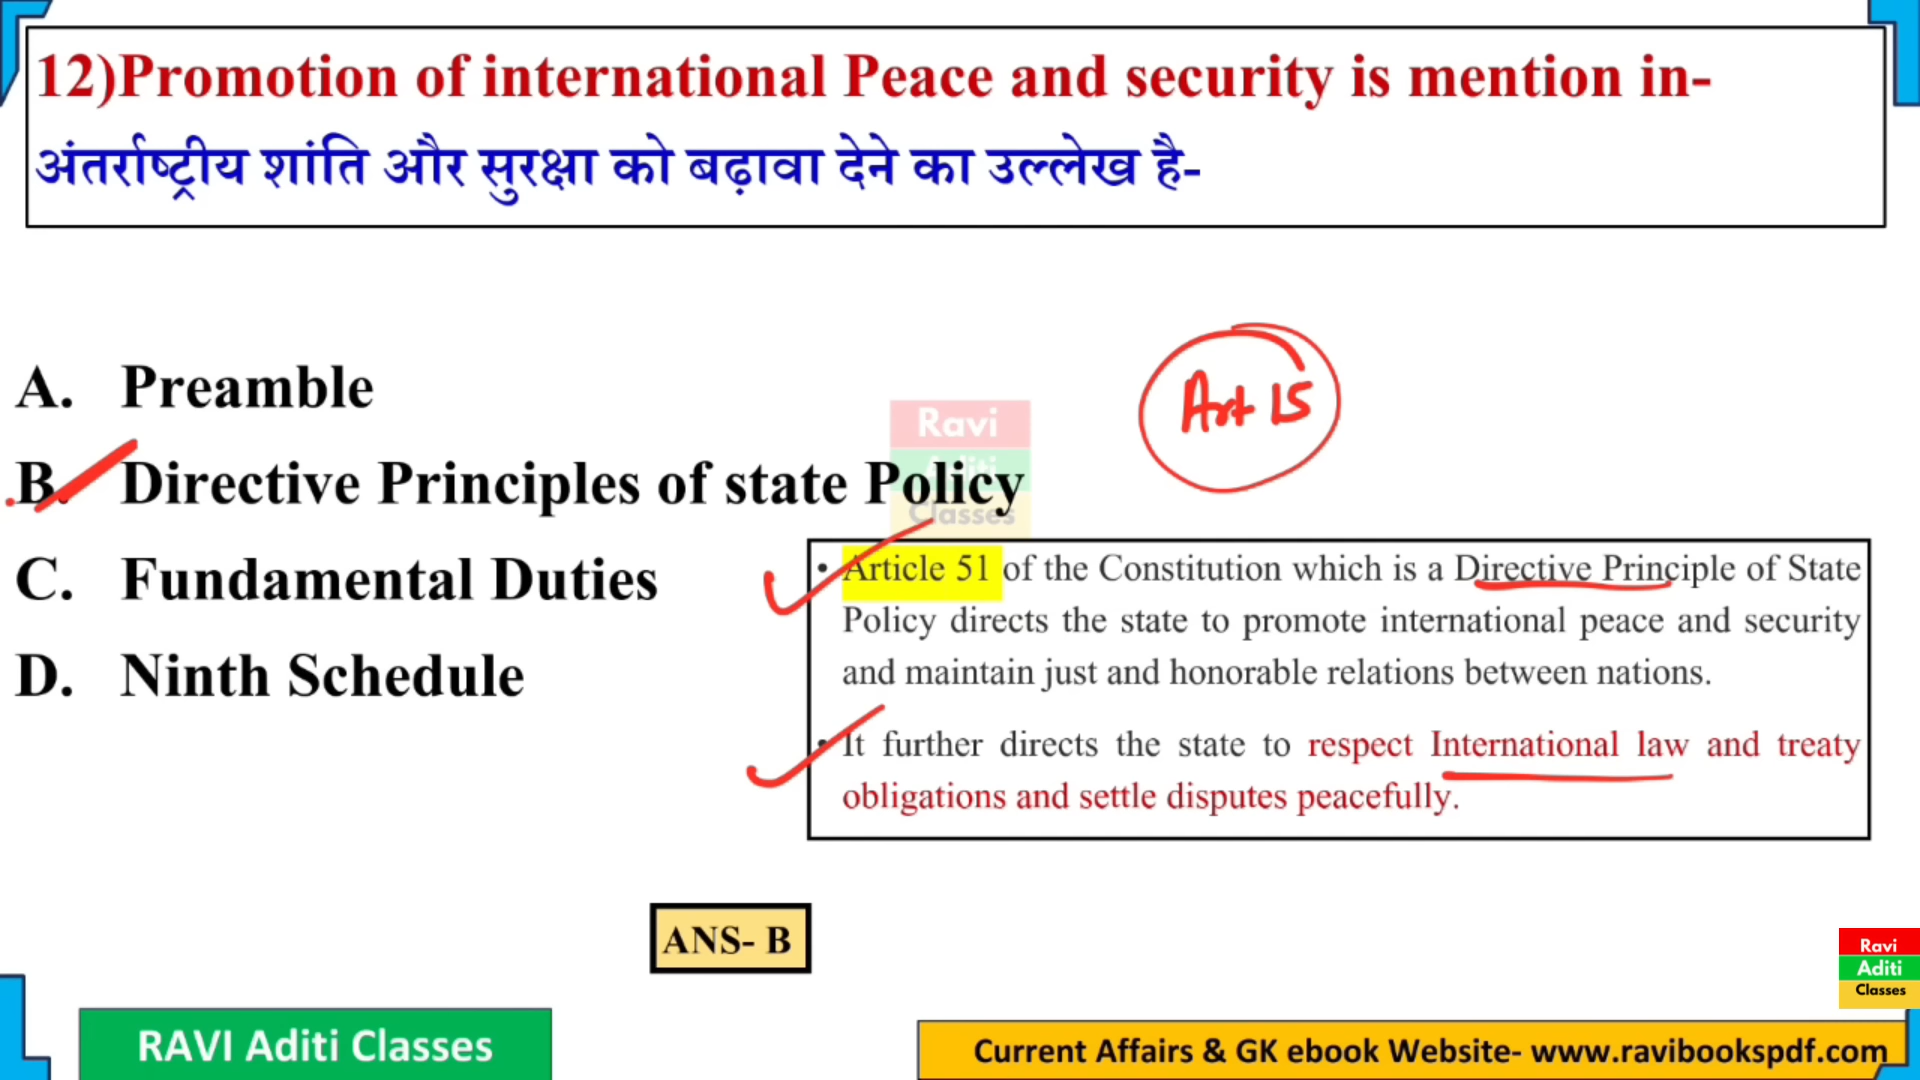 12)Promotion of international Peace and security is mention in-
अंतर्राष्ट्रीय शांति और सुरक्षा को बढ़ावा देने का उल्लेख है-
A. Preamble
B. Directive Principles of state Policy
C. Fundamental Duties
D. Ninth Schedule
Art 15
Ravi
Aditi
Classes
• Article 51 of the Constitution which is a Directive Principle of State
Policy directs the state to promote international peace and security
and maintain just and honorable relations between nations.
• It further directs the state to respect International law and treaty
obligations and settle disputes peacefully.
ANS- B
Ravi
Aditi
Classes
RAVI Aditi Classes
Current Affairs & GK ebook Website- www.ravibookspdf.com